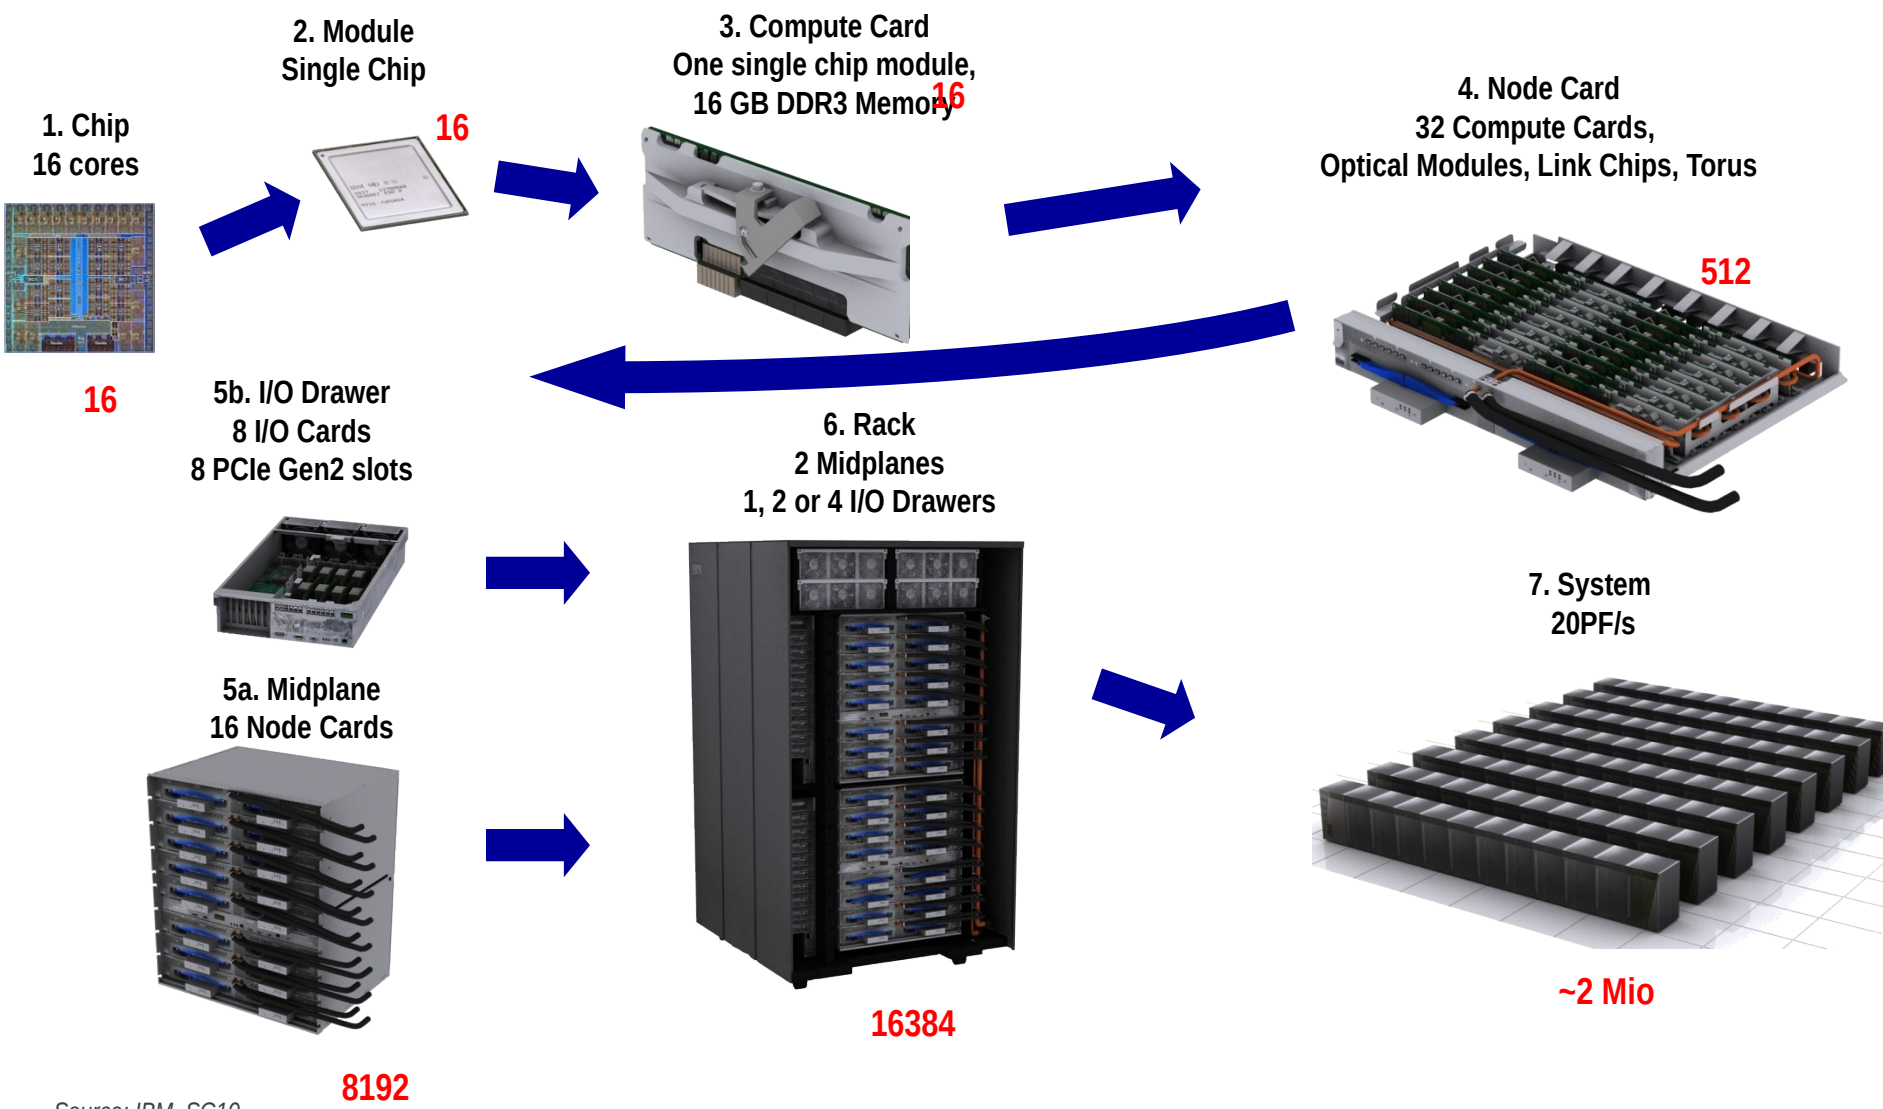 1. Chip
16 cores
16
2. Module
Single Chip
16
3. Compute Card
One single chip module,
16 GB DDR3 Memory
16
4. Node Card
32 Compute Cards,
Optical Modules, Link Chips, Torus
512
5b. I/O Drawer
8 I/O Cards
8 PCIe Gen2 slots
5a. Midplane
16 Node Cards
8192
6. Rack
2 Midplanes
1, 2 or 4 I/O Drawers
16384
7. System
20PF/s
~2 Mio
Source: IBM, SC10